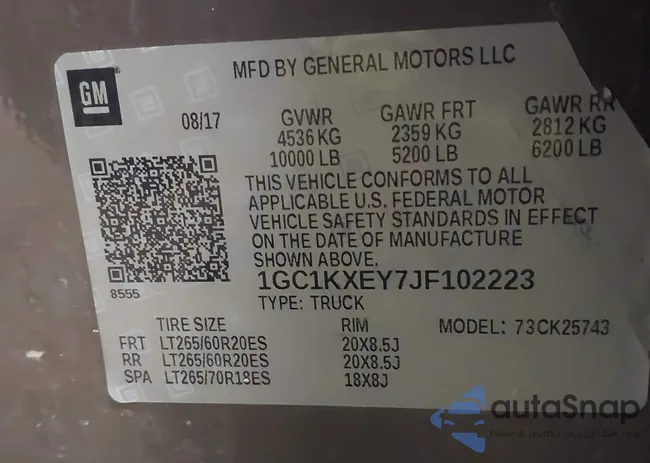 GM
MFD BY GENERAL MOTORS LLC
08/17
GVWR GAWR FRT GAWR RR
4536 KG 2359 KG 2812 KG
10000 LB 5200 LB 6200 LB
THIS VEHICLE CONFORMS TO ALL
APPLICABLE U.S. FEDERAL MOTOR
VEHICLE SAFETY STANDARDS IN EFFECT
ON THE DATE OF MANUFACTURE
SHOWN ABOVE.
8555
1GC1KXEY7JF102223
TYPE: TRUCK
TIRE SIZE RIM MODEL: 73CK25743
FRT LT265/60R20ES 20X8.5J
RR LT265/60R20ES 20X8.5J
SPA LT265/70R18ES 18X8J
autaSnap